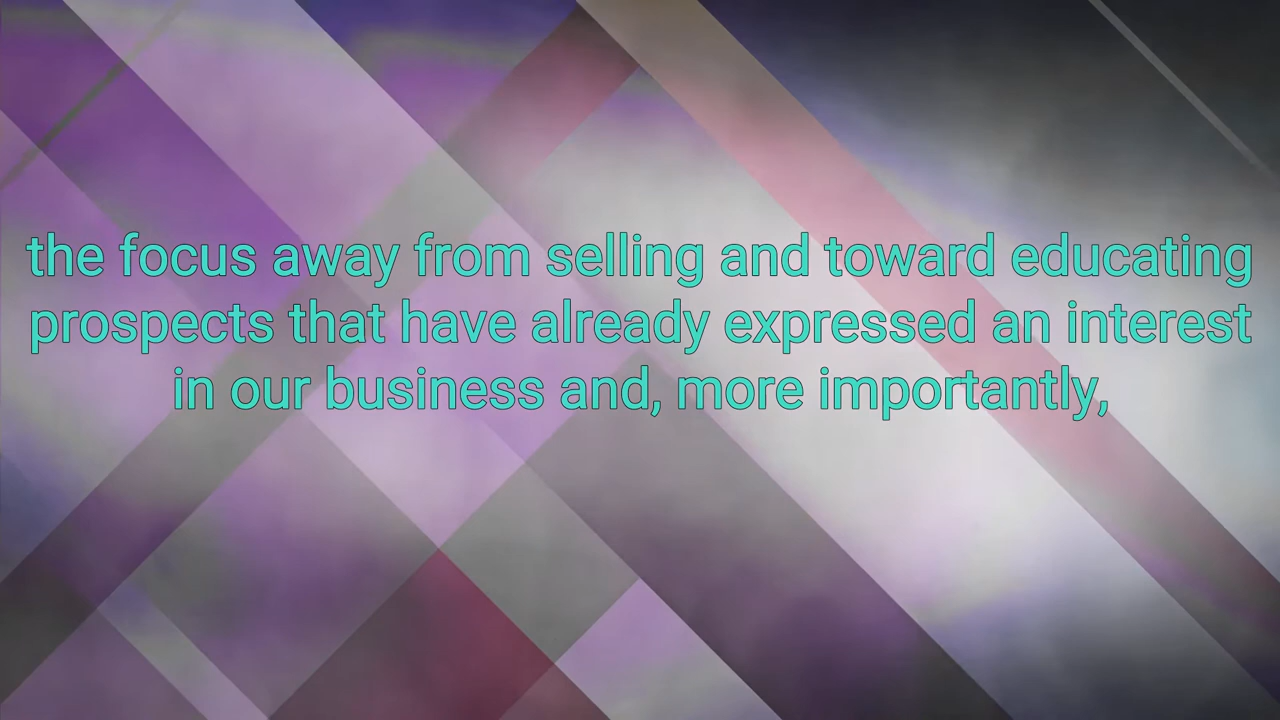 the focus away from selling and toward educating
prospects that have already expressed an interest
in our business and, more importantly,